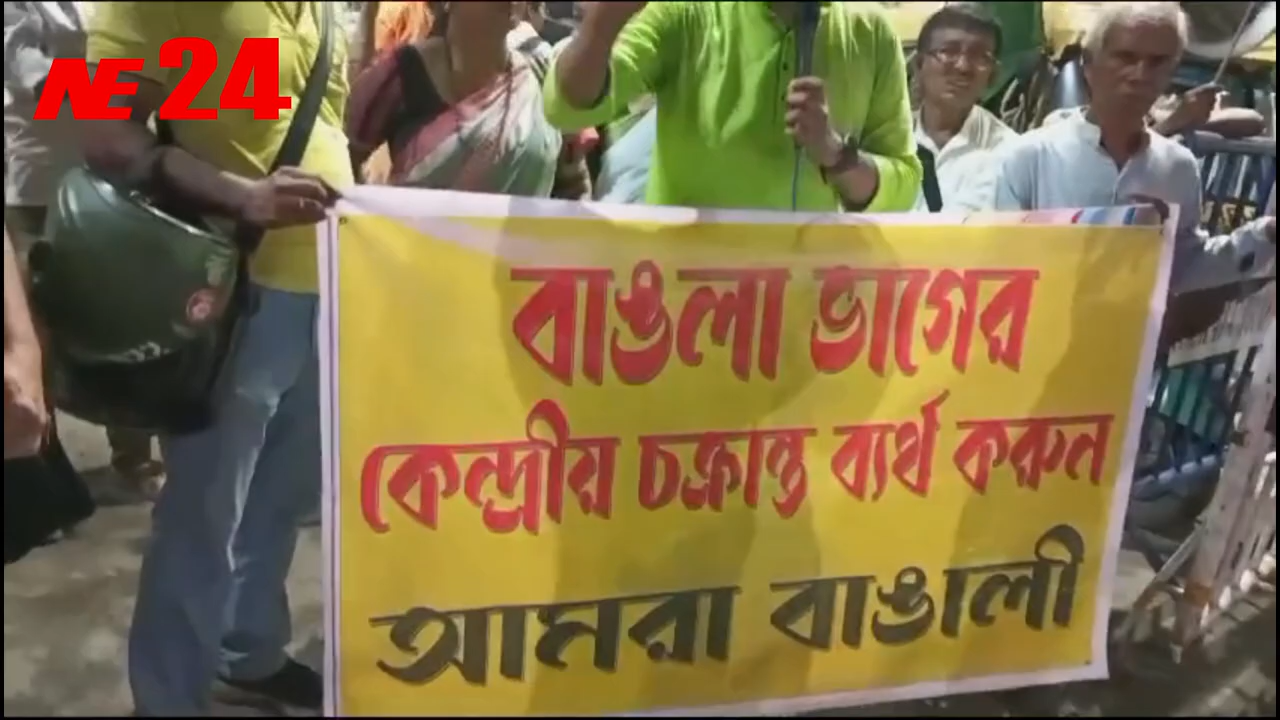 NE 24
বাঙলা ভাগের
কেন্দ্রীয় চক্রান্ত ব্যর্থ করুন
আমরা বাঙালী